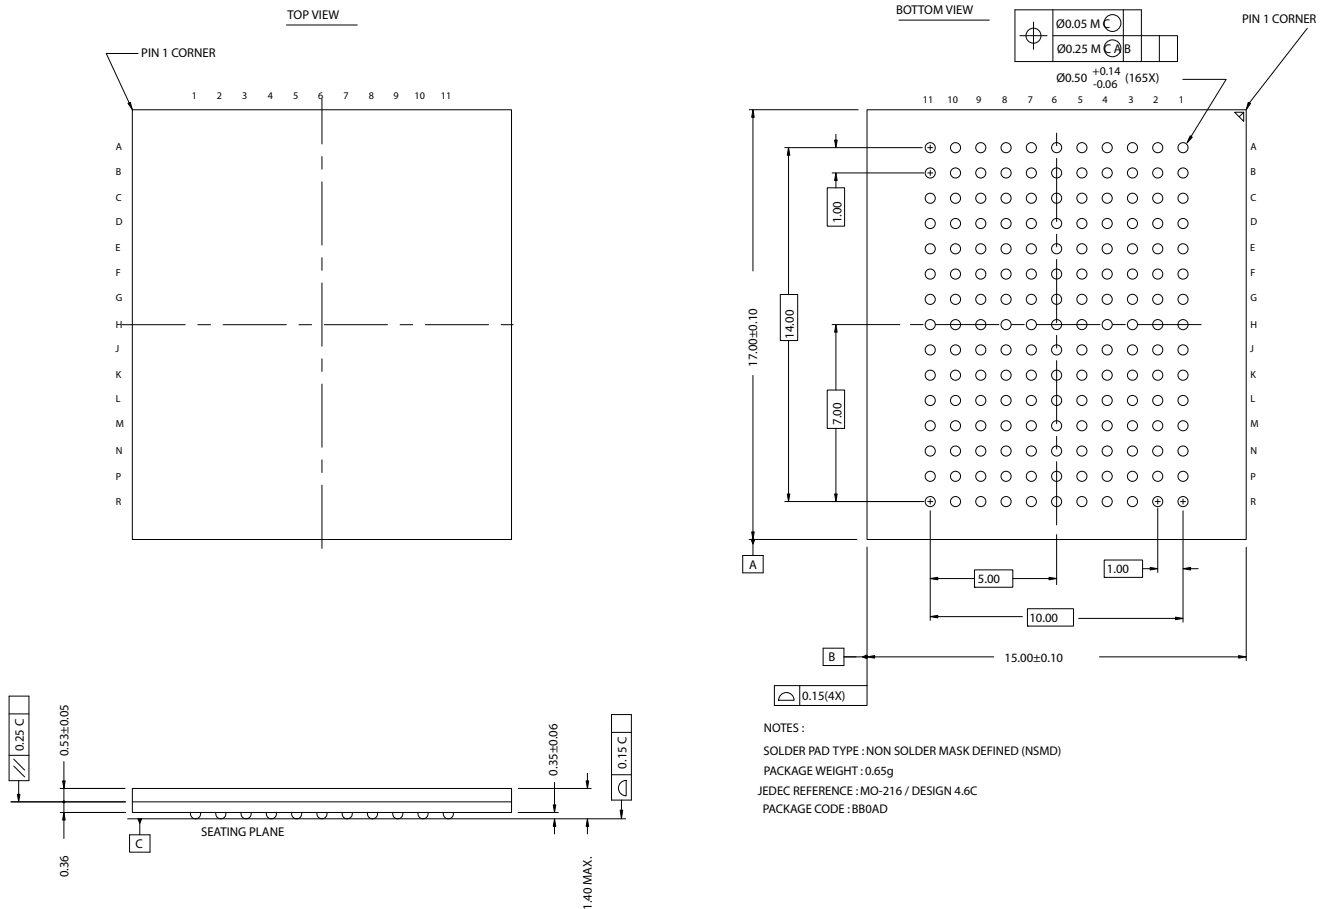 TOP VIEW
PIN 1 CORNER
1 2 3 4 5 6 7 8 9 10 11
A
B
C
D
E
F
G
H
J
K
L
M
N
P
R
BOTTOM VIEW
PIN 1 CORNER
Ø0.05 M C
Ø0.25 M C A B
Ø0.50 +0.14 -0.06 (165X)
11 10 9 8 7 6 5 4 3 2 1
A
B
C
D
E
F
G
H
J
K
L
M
N
P
R
1.00
14.00
17.00±0.10
7.00
A
5.00
1.00
10.00
B
15.00±0.10
0.15(4X)
0.25 C
0.53±0.05
0.35±0.06
0.15 C
SEATING PLANE
C
0.36
1.40 MAX.
NOTES :
SOLDER PAD TYPE : NON SOLDER MASK DEFINED (NSMD)
PACKAGE WEIGHT : 0.65g
JEDEC REFERENCE : MO-216 / DESIGN 4.6C
PACKAGE CODE : BB0AD